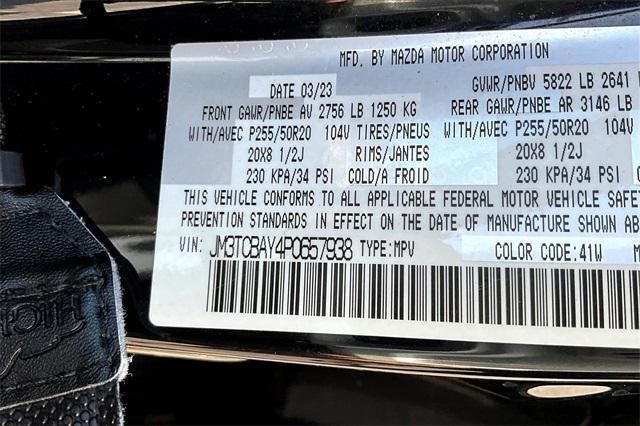 MFD. BY MAZDA MOTOR CORPORATION
DATE 03/23
GVWR/PNBV 5822 LB 2641
FRONT GAWR/PNBE AV 2756 LB 1250 KG
REAR GAWR/PNBE AR 3146 LB
WITH/AVEC P255/50R20 104V TIRES/PNEUS WITH/AVEC P255/50R20 104V
20X8 1/2J RIMS/JANTES 20X8 1/2J
230 KPA/34 PSI COLD/A FROID 230 KPA/34 PSI
THIS VEHICLE CONFORMS TO ALL APPLICABLE FEDERAL MOTOR VEHICLE SAFE
PREVENTION STANDARDS IN EFFECT ON THE DATE OF MANUFACTURE SHOWN AB
VIN: JM3TCBAY4P0657938 TYPE:MPV COLOR CODE:41W